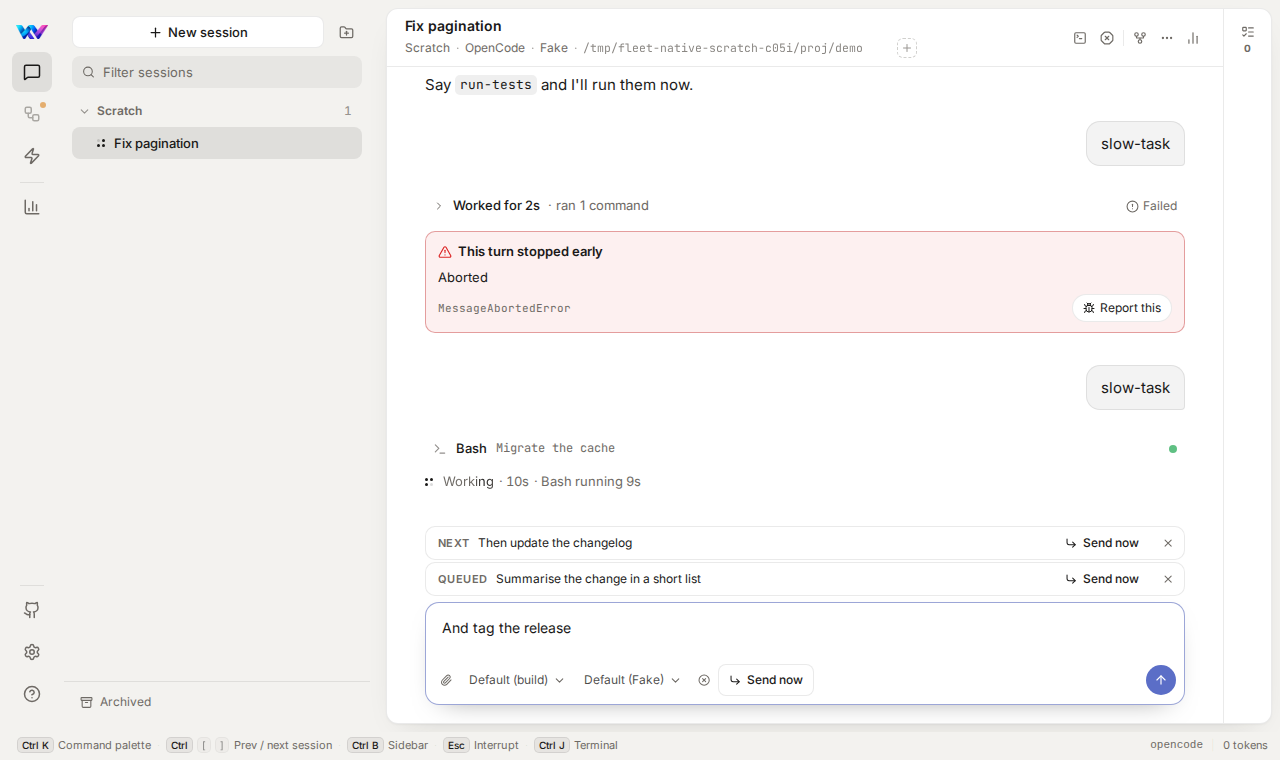 New session
Filter sessions
Scratch 1
Fix pagination
Archived
Fix pagination
Scratch · OpenCode · Fake · /tmp/fleet-native-scratch-c05i/proj/demo
0
Say run-tests and I'll run them now.
slow-task
Worked for 2s · ran 1 command Failed
This turn stopped early
Aborted
MessageAbortedError Report this
slow-task
Bash Migrate the cache
Working · 10s · Bash running 9s
NEXT Then update the changelog Send now
QUEUED Summarise the change in a short list Send now
And tag the release
Default (build) Default (Fake) Send now
Ctrl K Command palette Ctrl [ ] Prev / next session Ctrl B Sidebar Esc Interrupt Ctrl J Terminal opencode 0 tokens